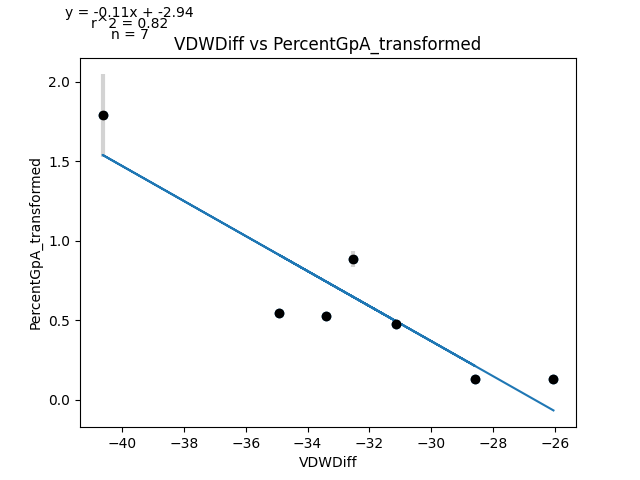 y = -0.11x + -2.94
r^2 = 0.82
n = 7
VDWDiff vs PercentGpA_transformed
2.0
1.5
1.0
0.5
0.0
PercentGpA_transformed
−40 −38 −36 −34 −32 −30 −28 −26
VDWDiff